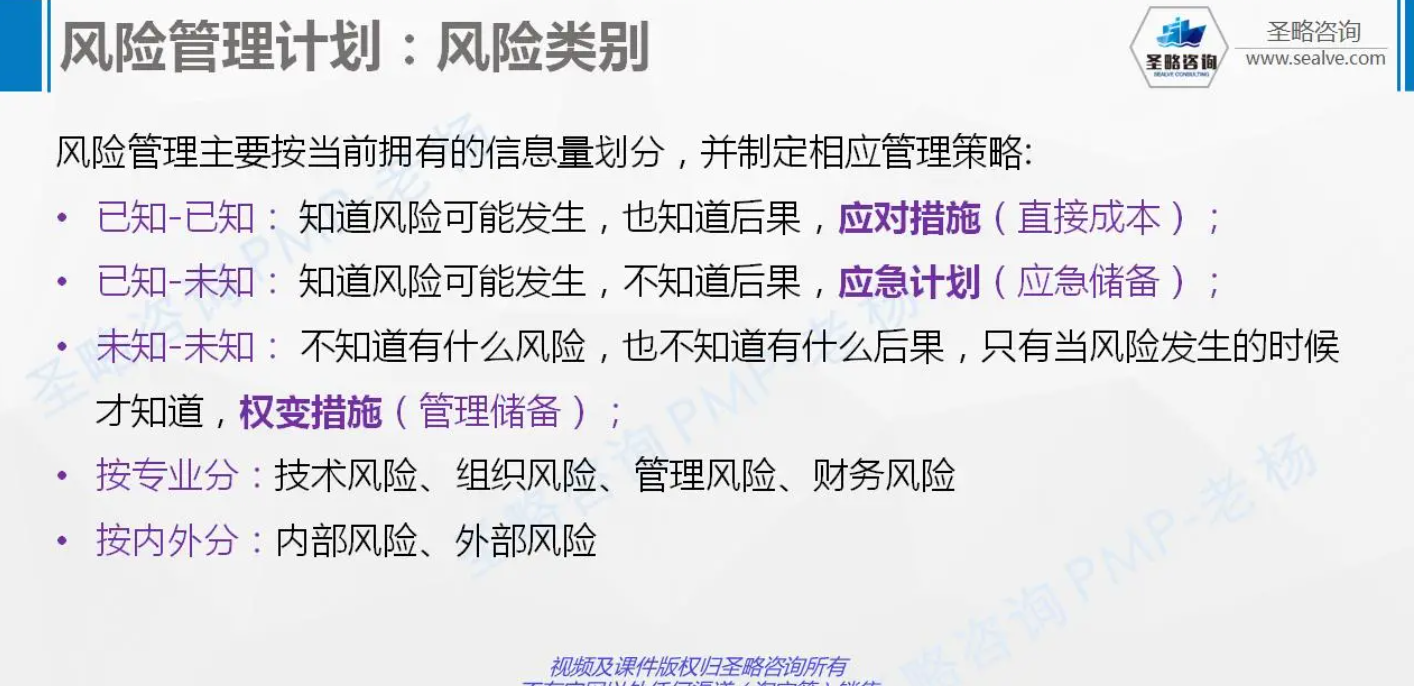 风险管理计划：风险类别
圣略咨询
www.sealve.com
圣略咨询
SEALVE CONSULTING
风险管理主要按当前拥有的信息量划分，并制定相应管理策略:
• 已知-已知： 知道风险可能发生，也知道后果，应对措施（直接成本）；
• 已知-未知： 知道风险可能发生，不知道后果，应急计划（应急储备）；
• 未知-未知： 不知道有什么风险，也不知道有什么后果，只有当风险发生的时候
才知道，权变措施（管理储备）；
• 按专业分：技术风险、组织风险、管理风险、财务风险
• 按内外分：内部风险、外部风险
圣略咨询PMP-老杨
圣略咨询PMP-老杨
圣略咨询PMP-老杨
视频及课件版权归圣略咨询所有